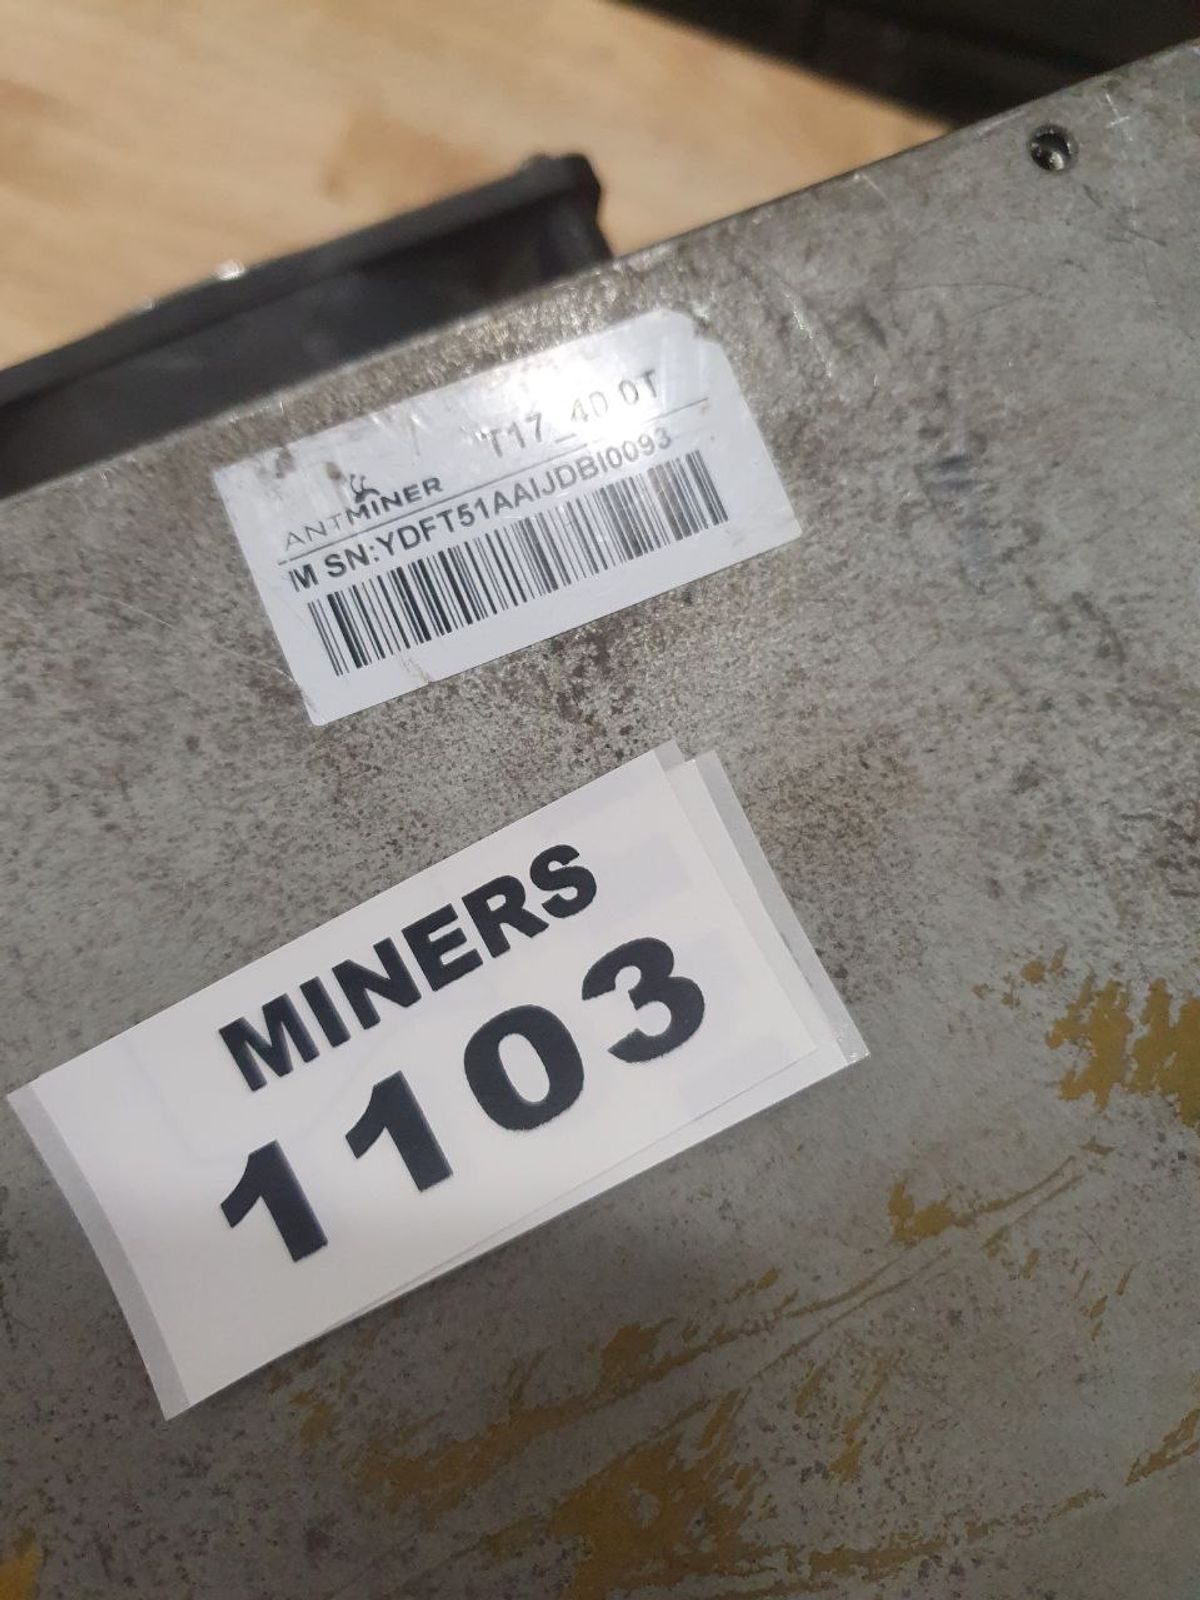 T17_40.0T
ANTMINER
M SN:YDFT51AAIJDBI0093
MINERS
1103